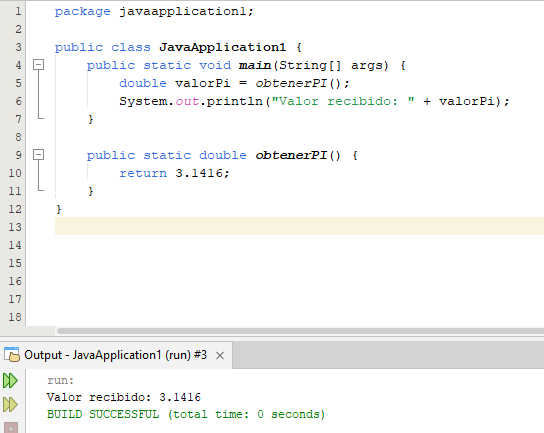 1 package javaapplication1;
2
3 public class JavaApplication1 {
4 public static void main(String[] args) {
5 double valorPi = obtenerPI();
6 System.out.println("Valor recibido: " + valorPi);
7 }
8
9 public static double obtenerPI() {
10 return 3.1416;
11 }
12 }
13
14
15
16
17
18
Output - JavaApplication1 (run) #3
run:
Valor recibido: 3.1416
BUILD SUCCESSFUL (total time: 0 seconds)